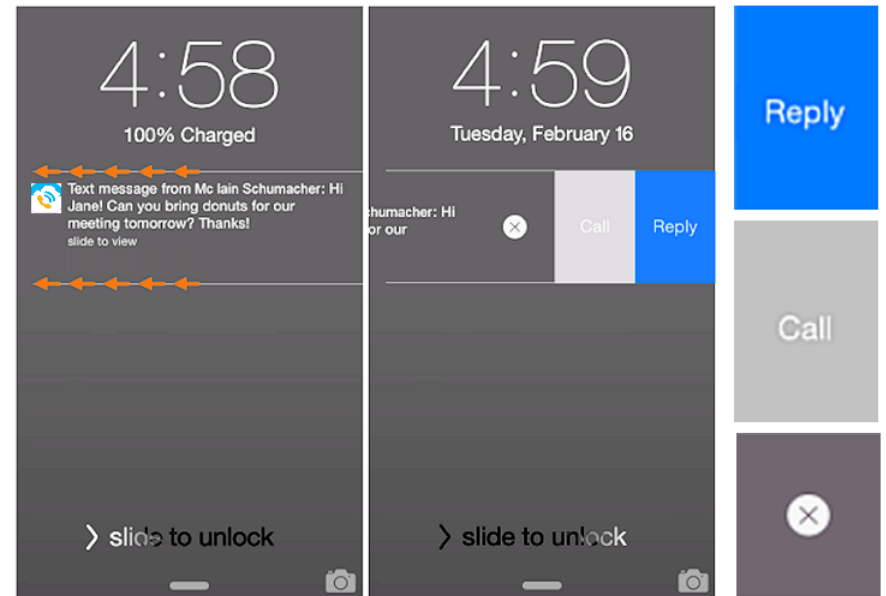 4:58
100% Charged
Text message from Mc Iain Schumacher: Hi
Jane! Can you bring donuts for our
meeting tomorrow? Thanks!
slide to view
slide to unlock
4:59
Tuesday, February 16
chumacher: Hi
or our
Call
Reply
slide to unlock
Reply
Call